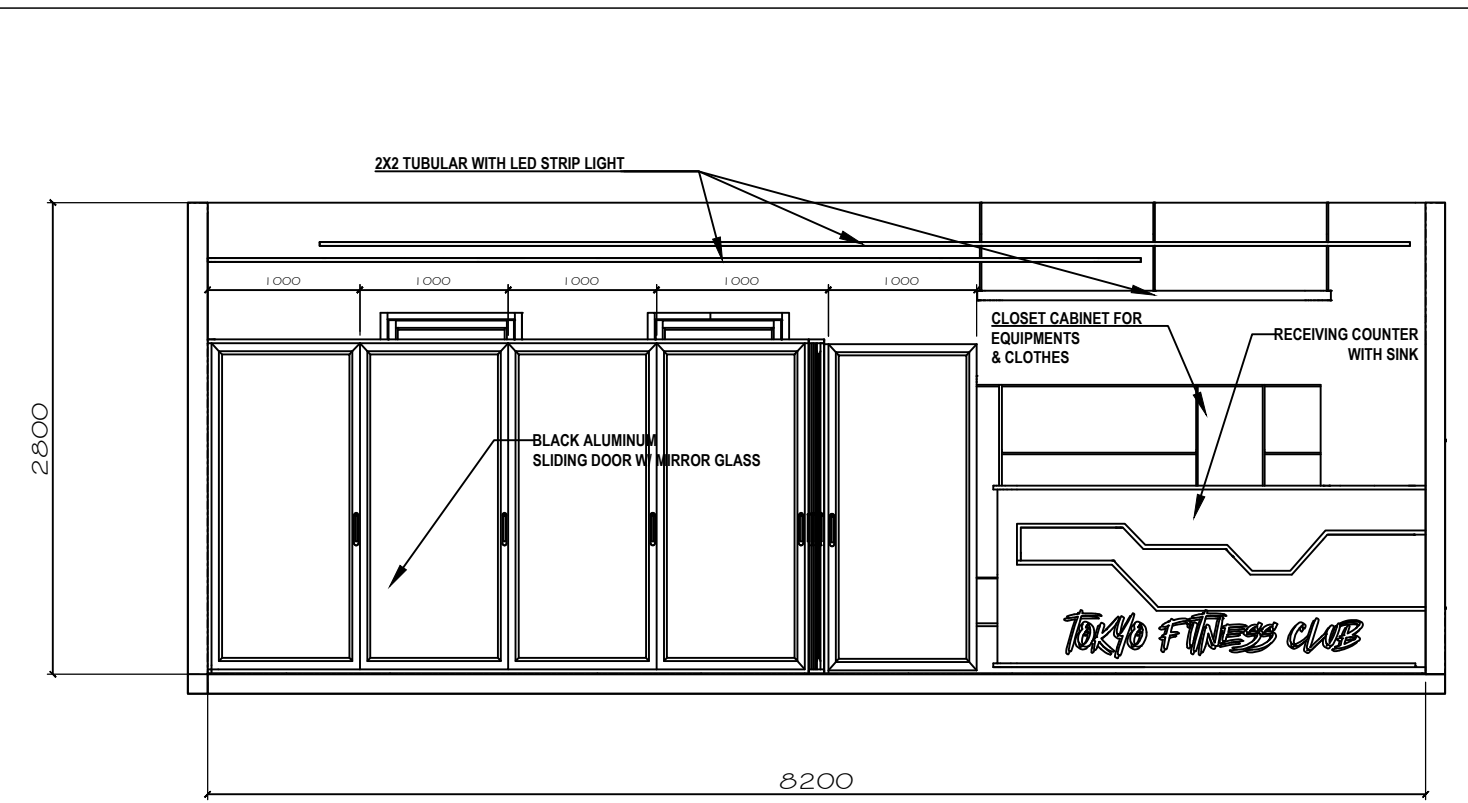 2X2 TUBULAR WITH LED STRIP LIGHT
1000 1000 1000 1000 1000
CLOSET CABINET FOR
EQUIPMENTS
& CLOTHES
RECEIVING COUNTER
WITH SINK
2800
BLACK ALUMINUM
SLIDING DOOR W/ MIRROR GLASS
TOKYO FITNESS CLUB
8200